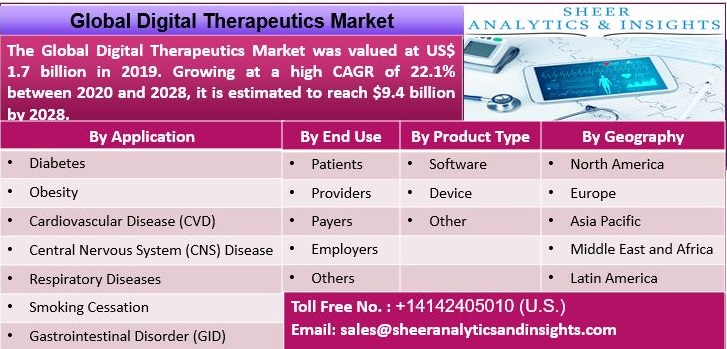 Global Digital Therapeutics Market
SHEER
ANALYTICS & INSIGHTS
The Global Digital Therapeutics Market was valued at US$
1.7 billion in 2019. Growing at a high CAGR of 22.1%
between 2020 and 2028, it is estimated to reach $9.4 billion
by 2028.
By Application
• Diabetes
• Obesity
• Cardiovascular Disease (CVD)
• Central Nervous System (CNS) Disease
• Respiratory Diseases
• Smoking Cessation
• Gastrointestinal Disorder (GID)
By End Use
• Patients
• Providers
• Payers
• Employers
• Others
By Product Type
• Software
• Device
• Other
By Geography
• North America
• Europe
• Asia Pacific
• Middle East and Africa
• Latin America
Toll Free No. : +14142405010 (U.S.)
Email: sales@sheeranalyticsandinsights.com